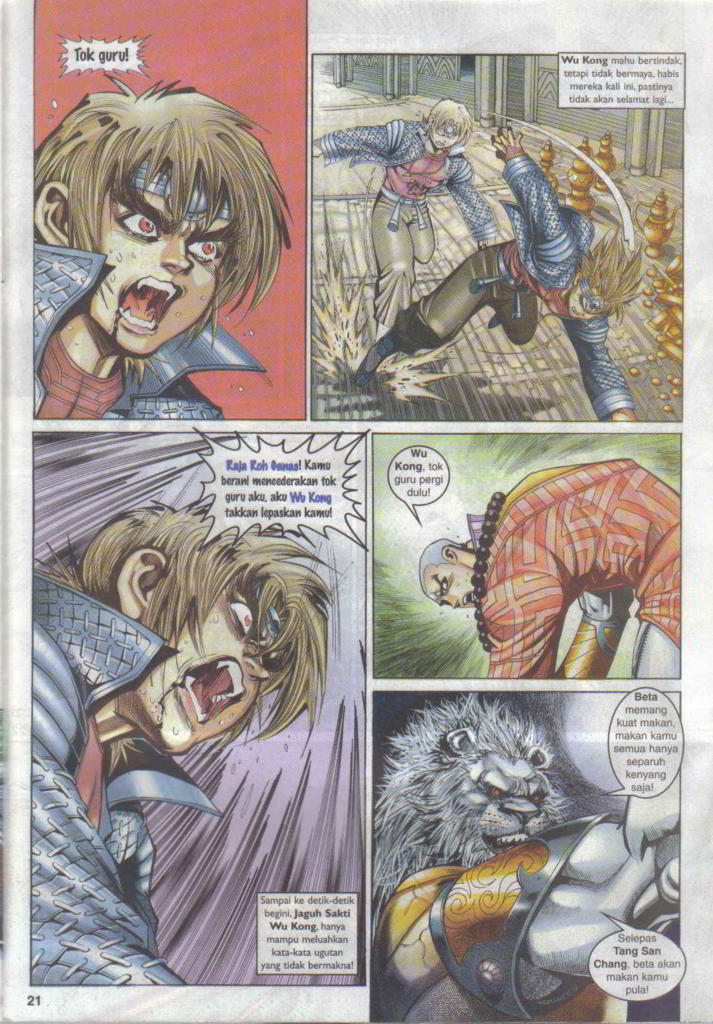 Tok guru!
Wu Kong mahu bertindak,
tetapi tidak bermaya, habis
mereka kali ini, pastinya
tidak akan selamat lagi...
Raja Roh Ganas! Kamu
berani mencederakan tok
guru aku, aku Wu Kong
takkan lepaskan kamu!
Wu
Kong, tok
guru pergi
dulu!
Sampai ke detik-detik
begini, Jaguh Sakti
Wu Kong, hanya
mampu meluahkan
kata-kata ugutan
yang tidak bermakna!
Beta
memang
kuat makan,
makan kamu
semua hanya
separuh
kenyang
saja!
Selepas
Tang San
Chang, beta akan
makan kamu
pula!
21